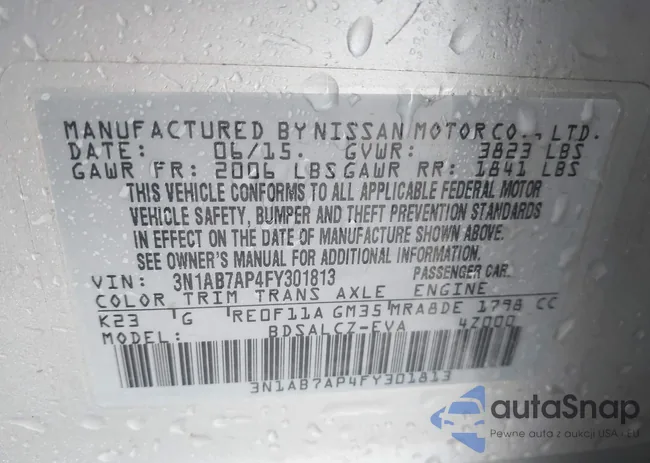 MANUFACTURED BY NISSAN MOTOR CO., LTD.
DATE: 06/15. GVWR: 3823 LBS
GAWR FR: 2006 LBS GAWR RR: 1841 LBS
THIS VEHICLE CONFORMS TO ALL APPLICABLE FEDERAL MOTOR
VEHICLE SAFETY, BUMPER AND THEFT PREVENTION STANDARDS
IN EFFECT ON THE DATE OF MANUFACTURE SHOWN ABOVE.
SEE OWNER'S MANUAL FOR ADDITIONAL INFORMATION.
VIN: 3N1AB7AP4FY301813 PASSENGER CAR.
COLOR TRIM TRANS AXLE ENGINE
K23 G RE0F11A GM35 MRA8DE 1798 CC
MODEL: BDSALCZ-EVA 4Z000
3N1AB7AP4FY301813
autaSnap
Pewne auta z aukcji USA - EU